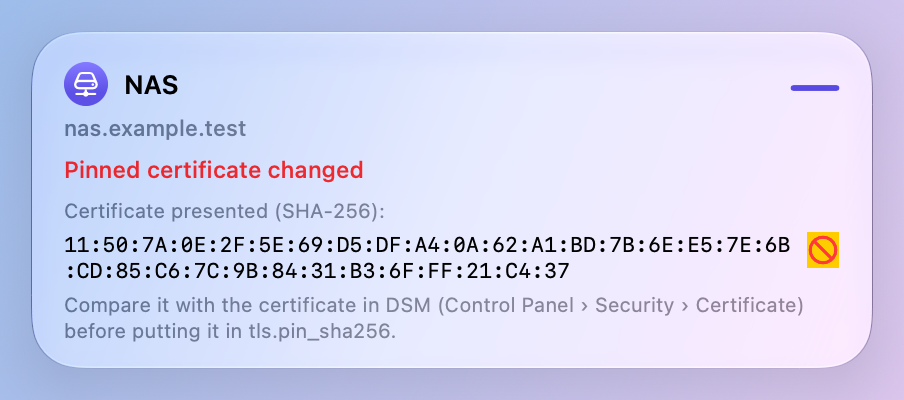 NAS
nas.example.test
Pinned certificate changed
Certificate presented (SHA-256):
11:50:7A:0E:2F:5E:69:D5:DF:A4:0A:62:A1:BD:7B:6E:E5:7E:6B
:CD:85:C6:7C:9B:84:31:B3:6F:FF:21:C4:37
Compare it with the certificate in DSM (Control Panel › Security › Certificate)
before putting it in tls.pin_sha256.